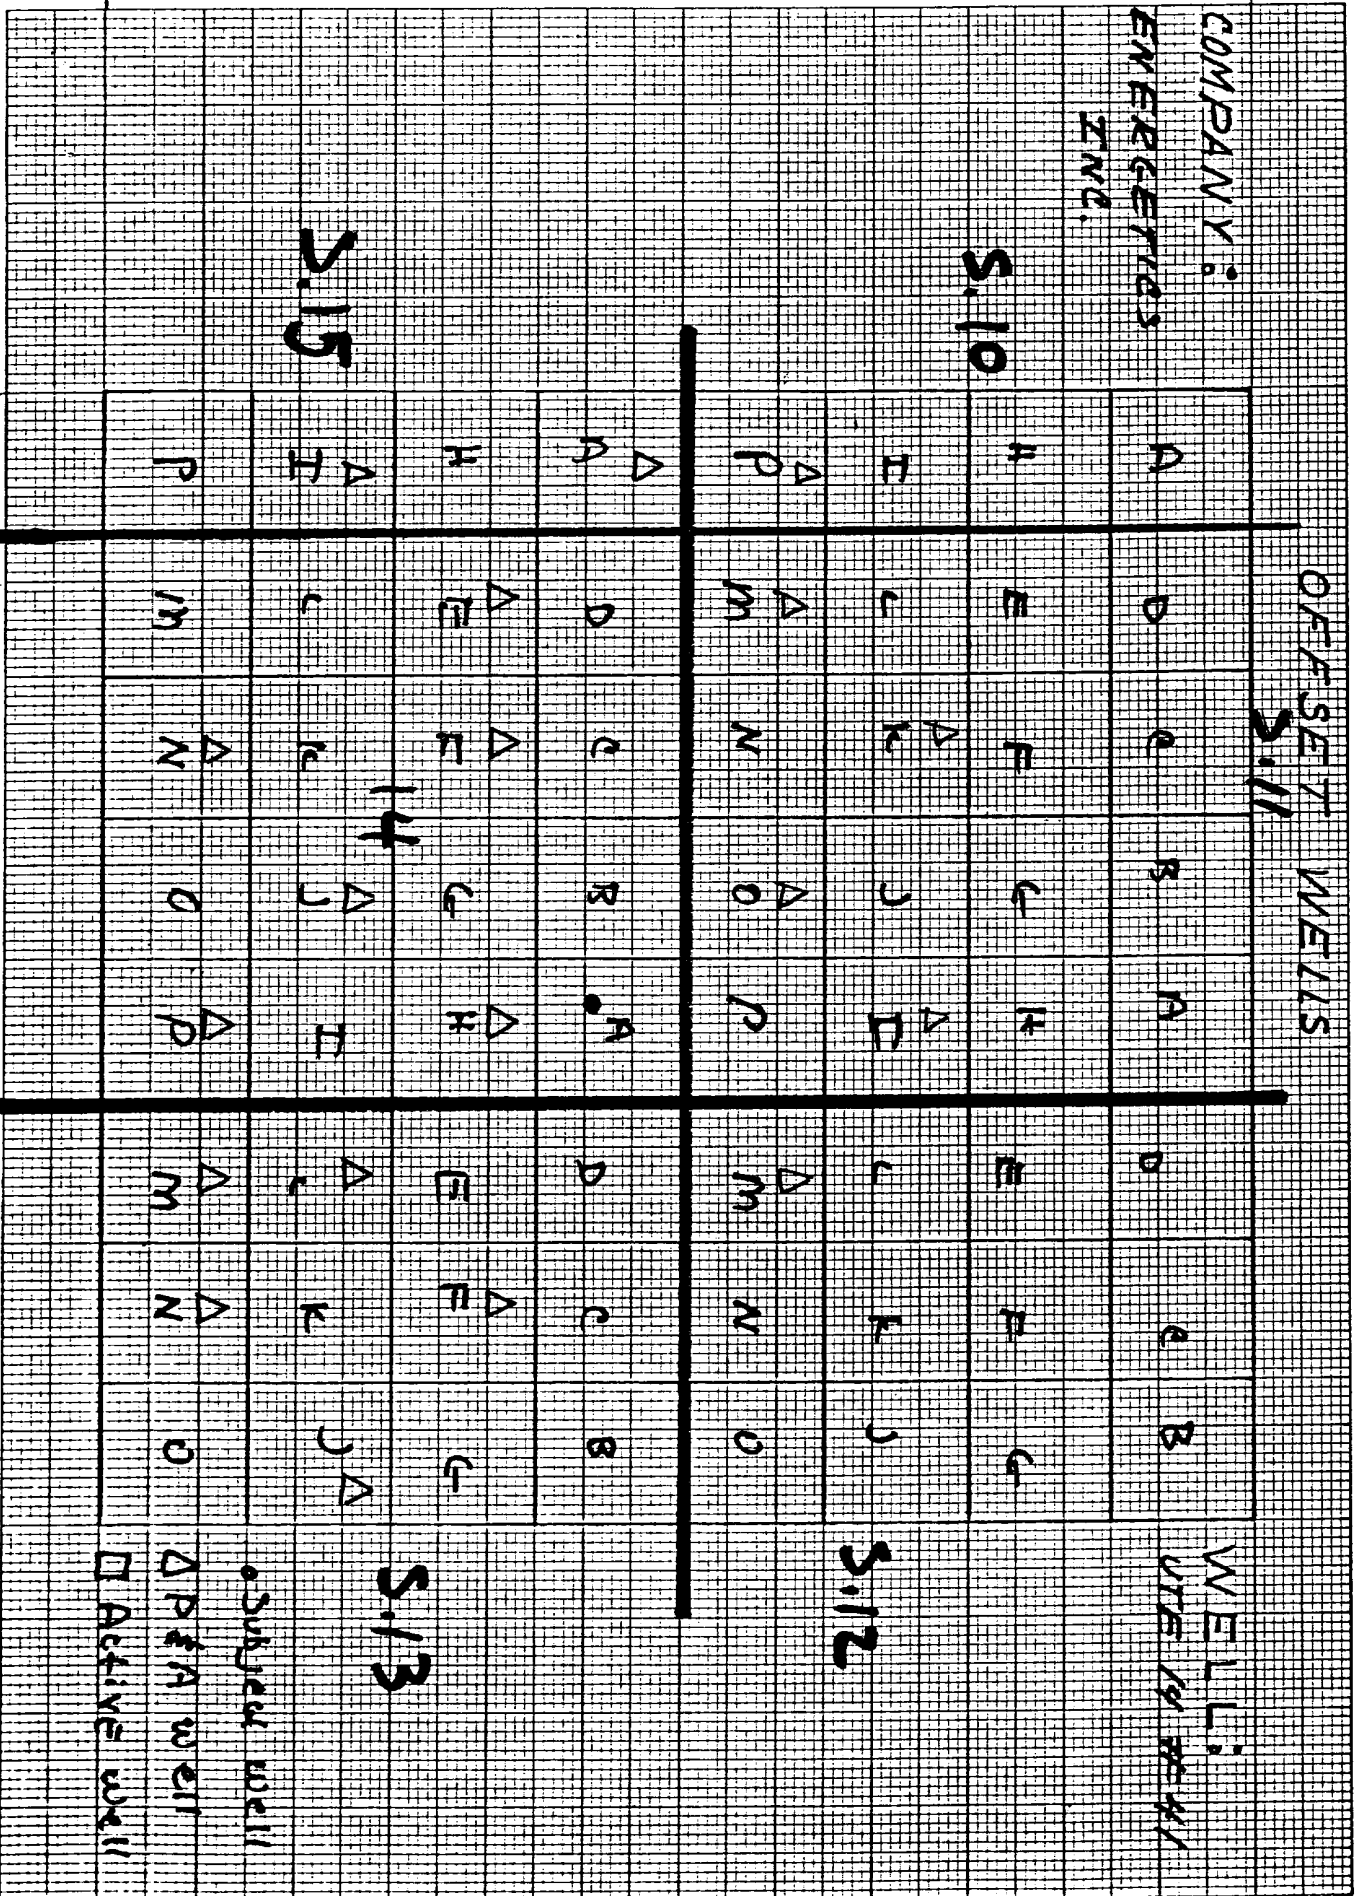 OFFSET WELLS
S.11
COMPANY:
ENERGETICS
INC.
WELL:
UTE 14 #41
A D C B A D C B
H E F G H E F G
S.10
I L K J I L K J
S.12
P M N O P M N O
A D C B A D C B
H E F G H E F G
14
S.15
I L K J I L K J
S.13
P M N O P M N O
Subject well
P&A well
Active well